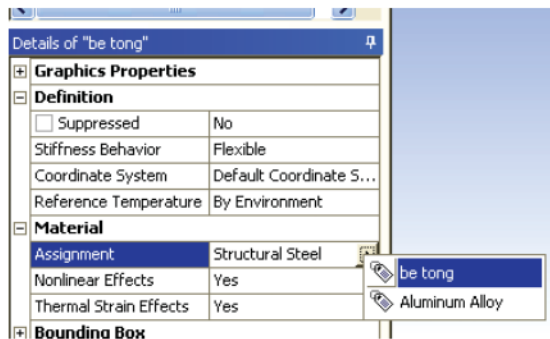 Details of "be tong"
Graphics Properties
Definition
Suppressed No
Stiffness Behavior Flexible
Coordinate System Default Coordinate S...
Reference Temperature By Environment
Material
Assignment Structural Steel
be tong
Nonlinear Effects Yes
Aluminum Alloy
Thermal Strain Effects Yes
Bounding Box